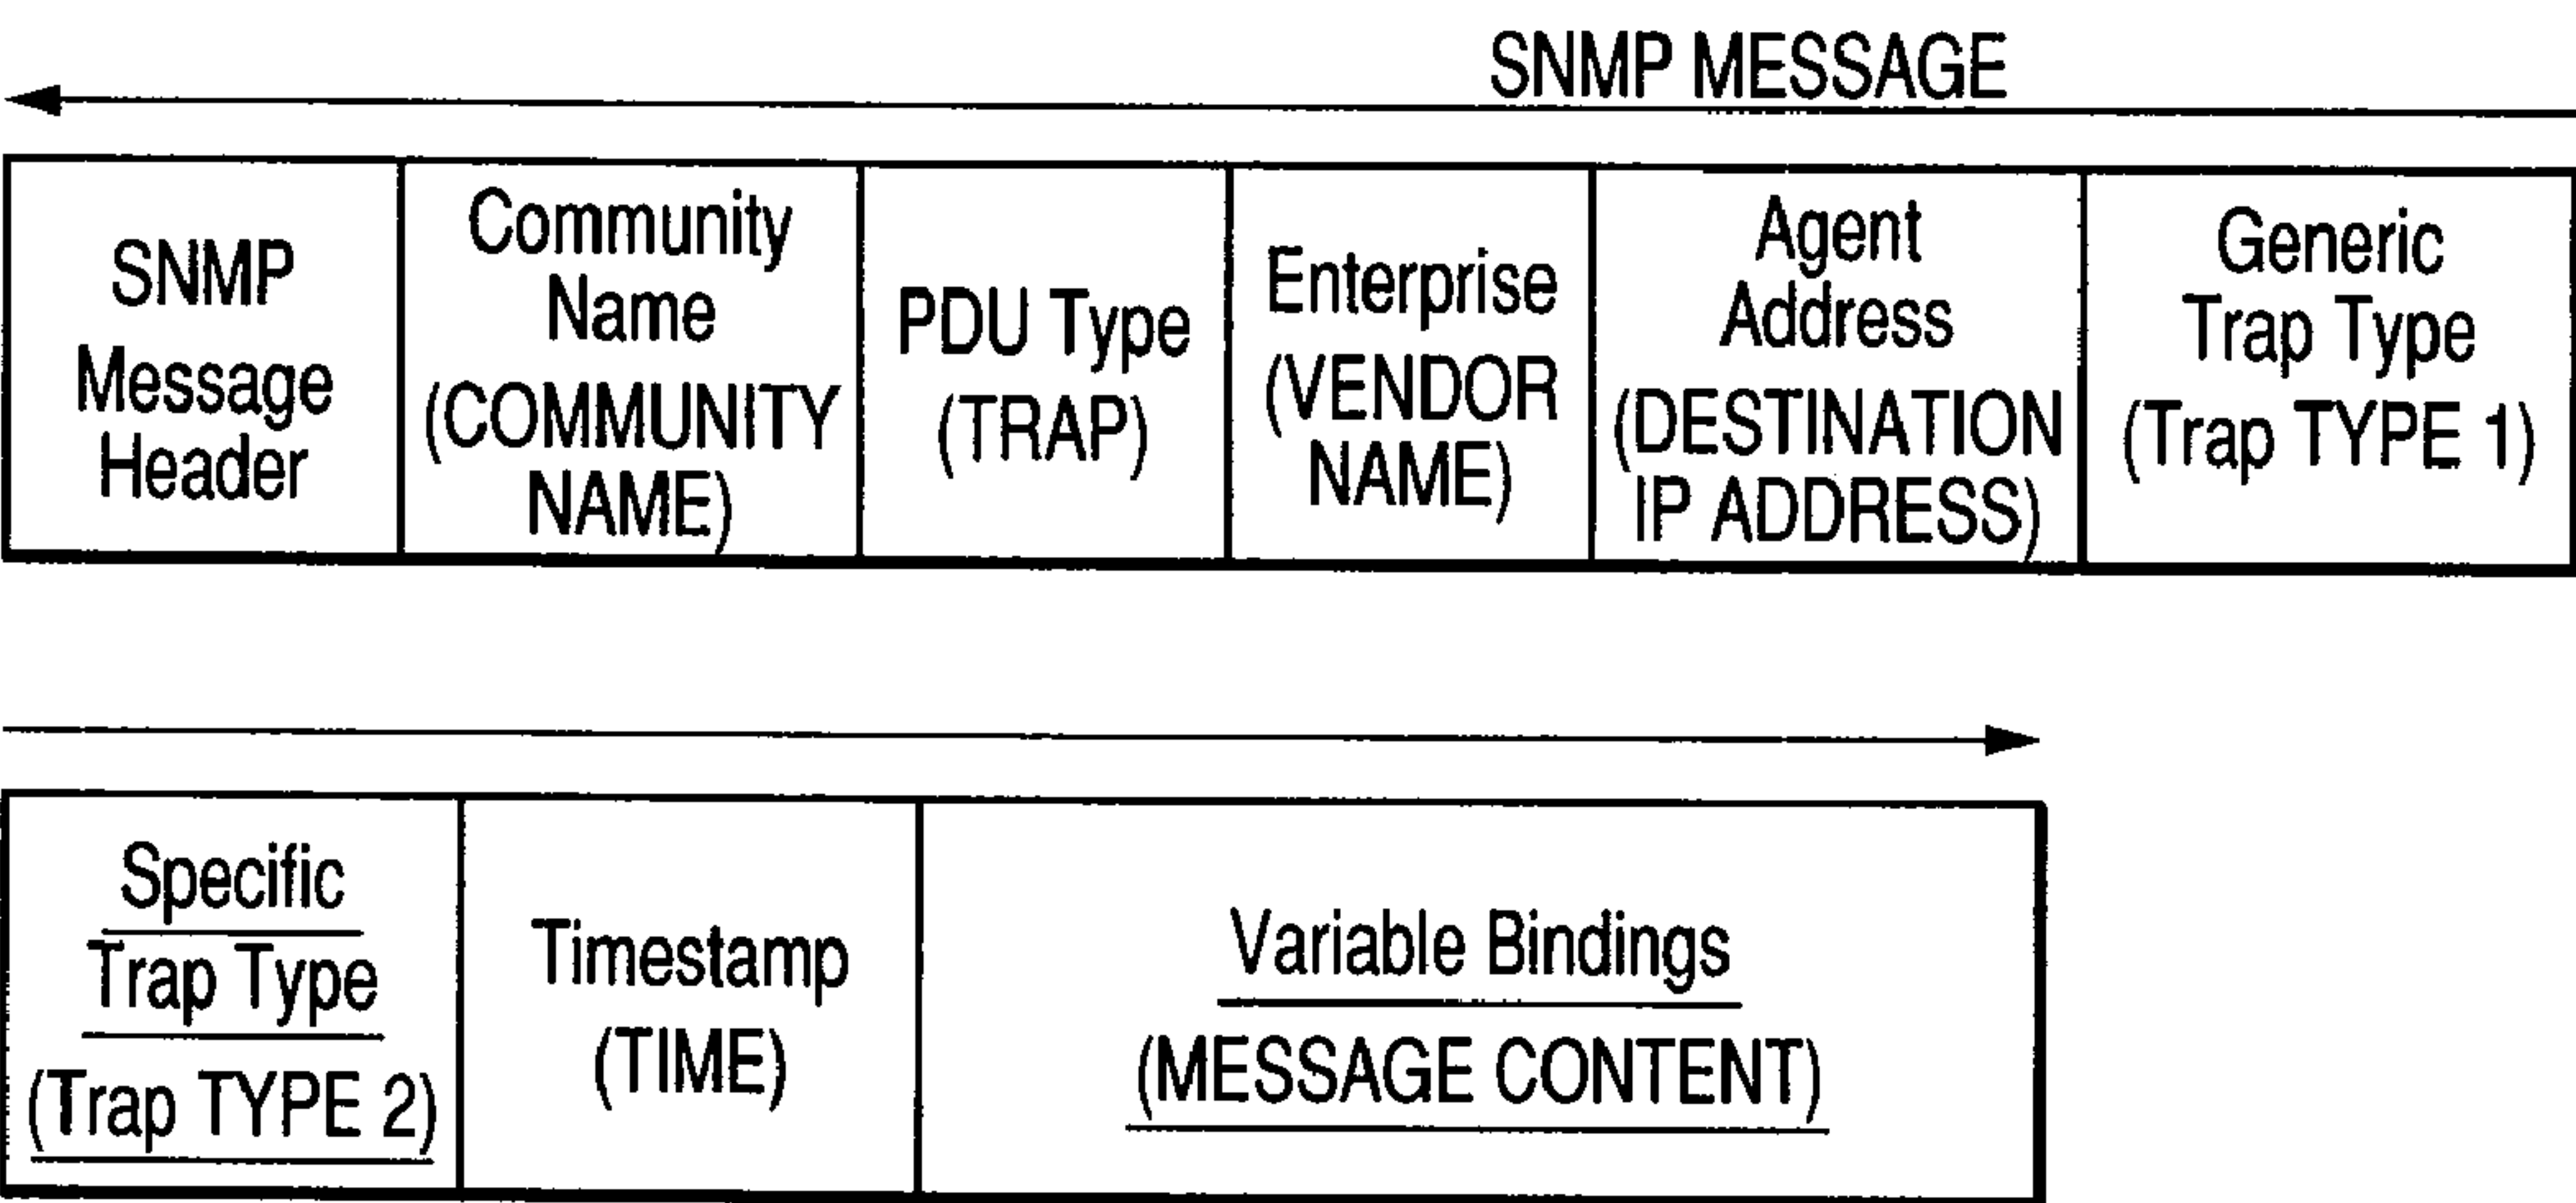 SNMP MESSAGE
SNMP
Message
Header
Community
Name
(COMMUNITY
NAME)
PDU Type
(TRAP)
Enterprise
(VENDOR
NAME)
Agent
Address
(DESTINATION
IP ADDRESS)
Generic
Trap Type
(Trap TYPE 1)
Specific
Trap Type
(Trap TYPE 2)
Timestamp
(TIME)
Variable Bindings
(MESSAGE CONTENT)